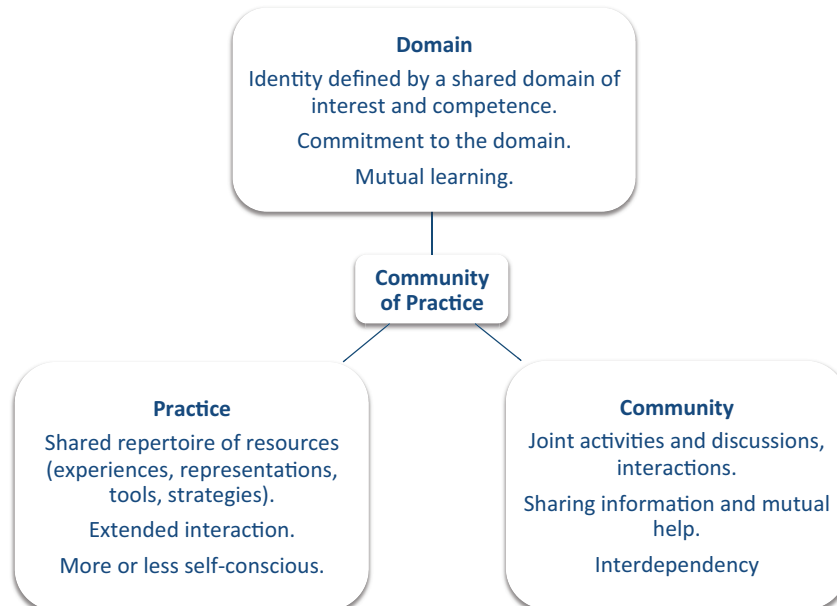 Domain
Identity defined by a shared domain of
interest and competence.
Commitment to the domain.
Mutual learning.
Community
of Practice
Practice
Shared repertoire of resources
(experiences, representations,
tools, strategies).
Extended interaction.
More or less self-conscious.
Community
Joint activities and discussions,
interactions.
Sharing information and mutual
help.
Interdependency